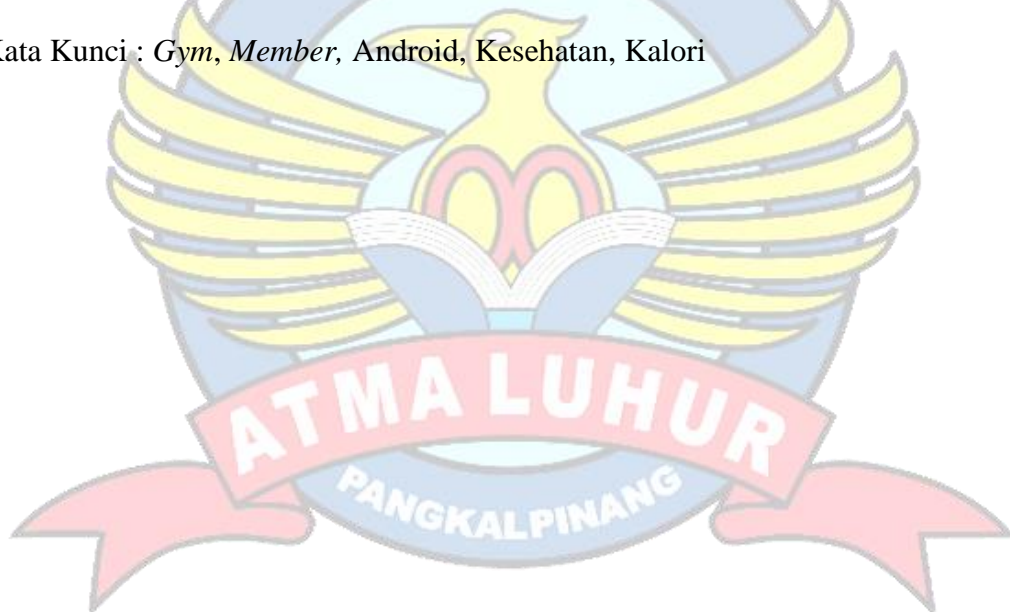 Kata Kunci : Gym, Member, Android, Kesehatan, Kalori
ATMA LUHUR
PANGKALPINANG